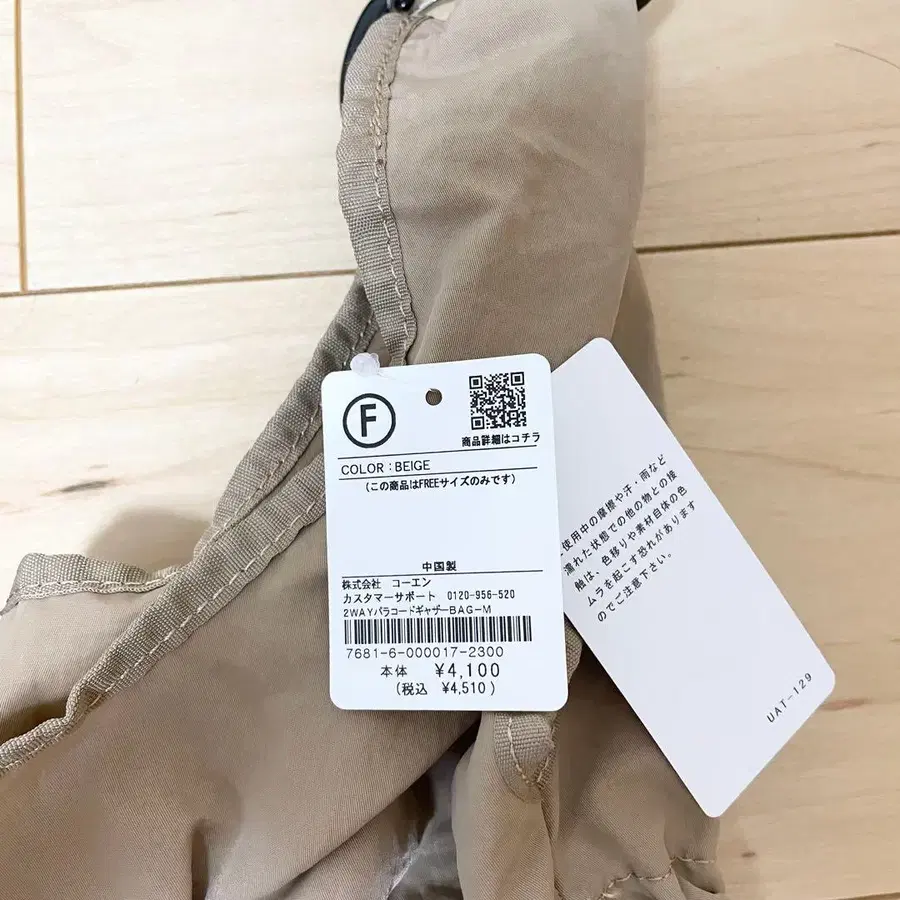 F
商品詳細はコチラ
COLOR：BEIGE
（この商品はFREEサイズのみです）
中国製
株式会社 コーエン
カスタマーサポート 0120-956-520
2WAYパラコードギャザーBAG-M
7681-6-000017-2300
本体 ¥4,100
（税込 ¥4,510）
使用中の摩擦や汗・雨など
濡れた状態での他の物との接
触は、色移りや素材自体の色
ムラを起こす恐れがあります
のでご注意下さい。
UAT-129